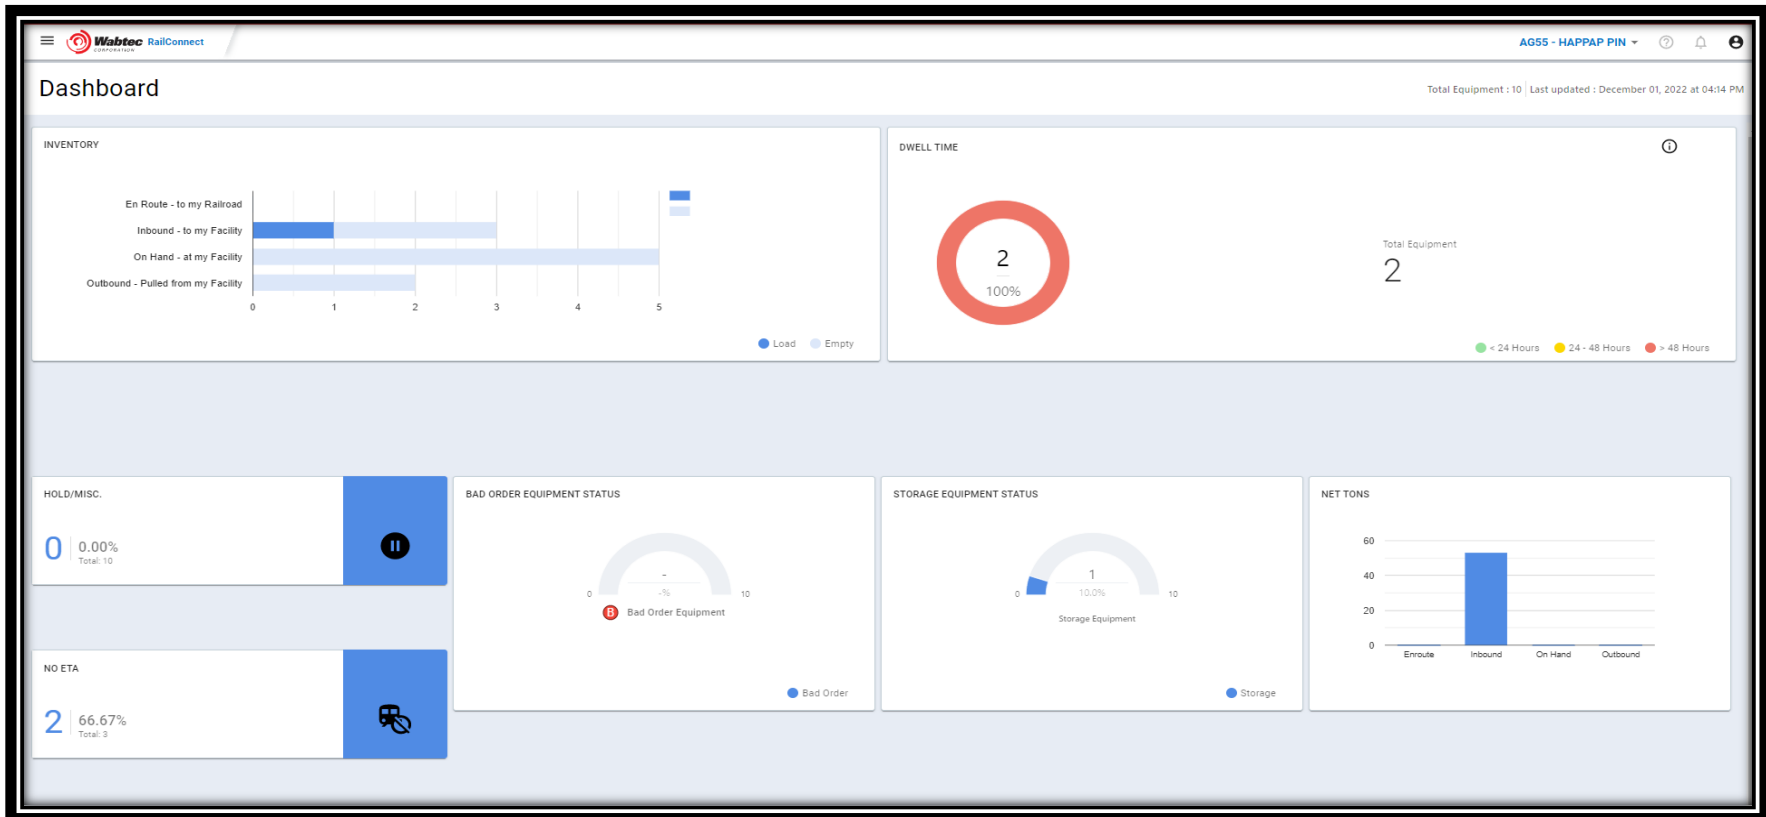 Wabtec RailConnect
CORPORATION
AG55 - HAPPAP PIN
Dashboard
Total Equipment : 10 | Last updated : December 01, 2022 at 04:14 PM
INVENTORY
En Route - to my Railroad
Inbound - to my Facility
On Hand - at my Facility
Outbound - Pulled from my Facility
0 1 2 3 4 5
Load Empty
DWELL TIME
2
100%
Total Equipment
2
< 24 Hours 24 - 48 Hours > 48 Hours
HOLD/MISC.
0 0.00%
Total: 10
NO ETA
2 66.67%
Total: 3
BAD ORDER EQUIPMENT STATUS
-
0 -% 10
B Bad Order Equipment
Bad Order
STORAGE EQUIPMENT STATUS
1
0 10.0% 10
Storage Equipment
Storage
NET TONS
60
40
20
0
Enroute Inbound On Hand Outbound